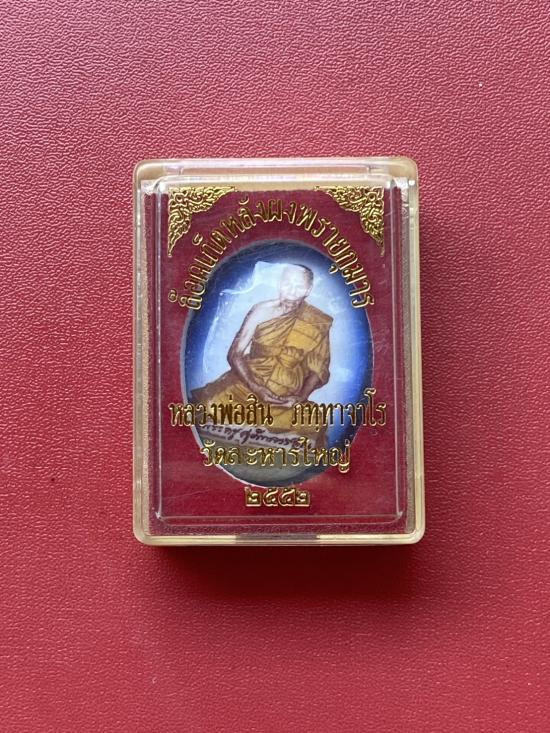 ล็อกเก็ตหลังผงพรายกุมาร
หลวงพ่อสิน ภทฺทาจาโร
วัดละหารใหญ่
๒๕๕๒